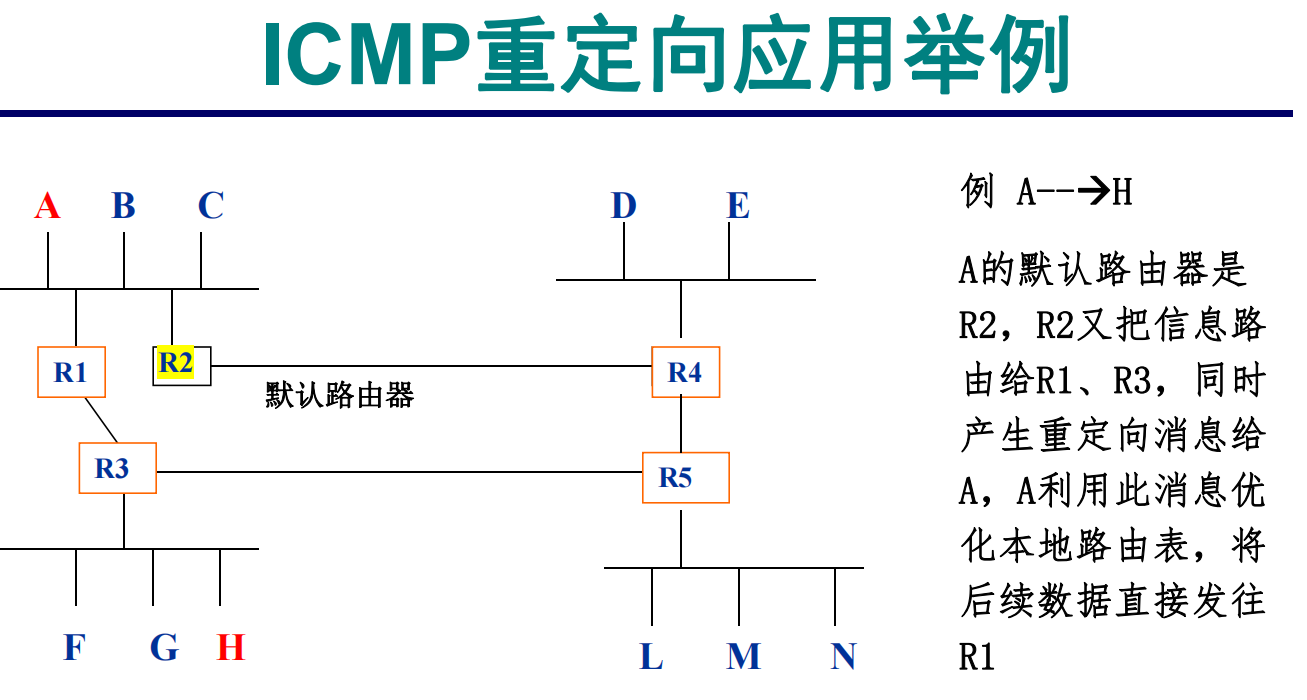 ICMP重定向应用举例
A B C
D E
R1
R2
默认路由器
R4
R3
R5
F G H
L M N
例 A--→H
A的默认路由器是
R2，R2又把信息路
由给R1、R3，同时
产生重定向消息给
A，A利用此消息优
化本地路由表，将
后续数据直接发往
R1